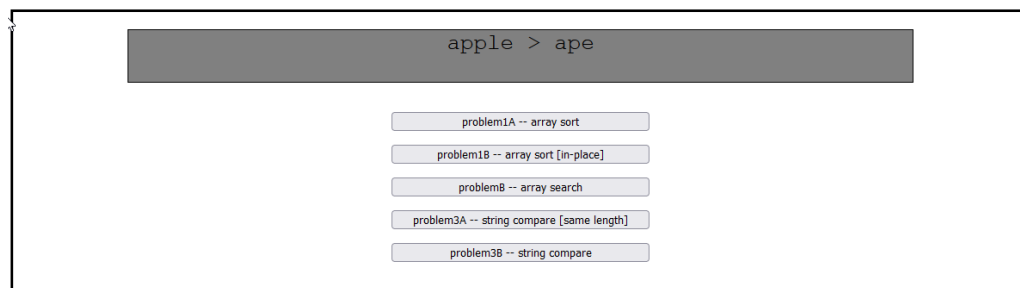 apple > ape
problem1A -- array sort
problem1B -- array sort [in-place]
problemB -- array search
problem3A -- string compare [same length]
problem3B -- string compare